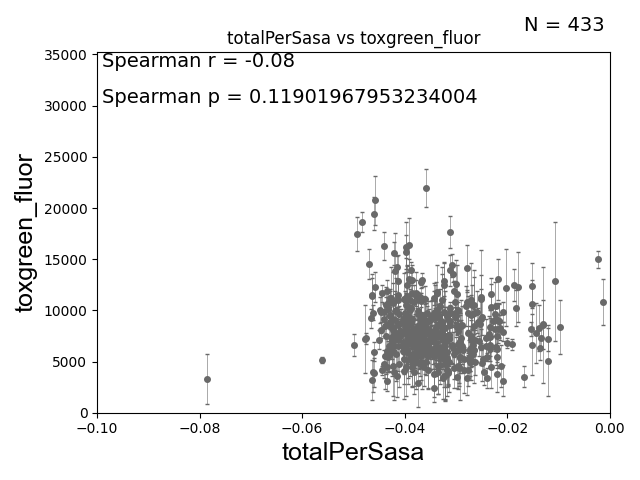 N = 433
totalPerSasa vs toxgreen_fluor
Spearman r = -0.08
Spearman p = 0.11901967953234004
toxgreen_fluor
35000
30000
25000
20000
15000
10000
5000
0
−0.10 −0.08 −0.06 −0.04 −0.02 0.00
totalPerSasa